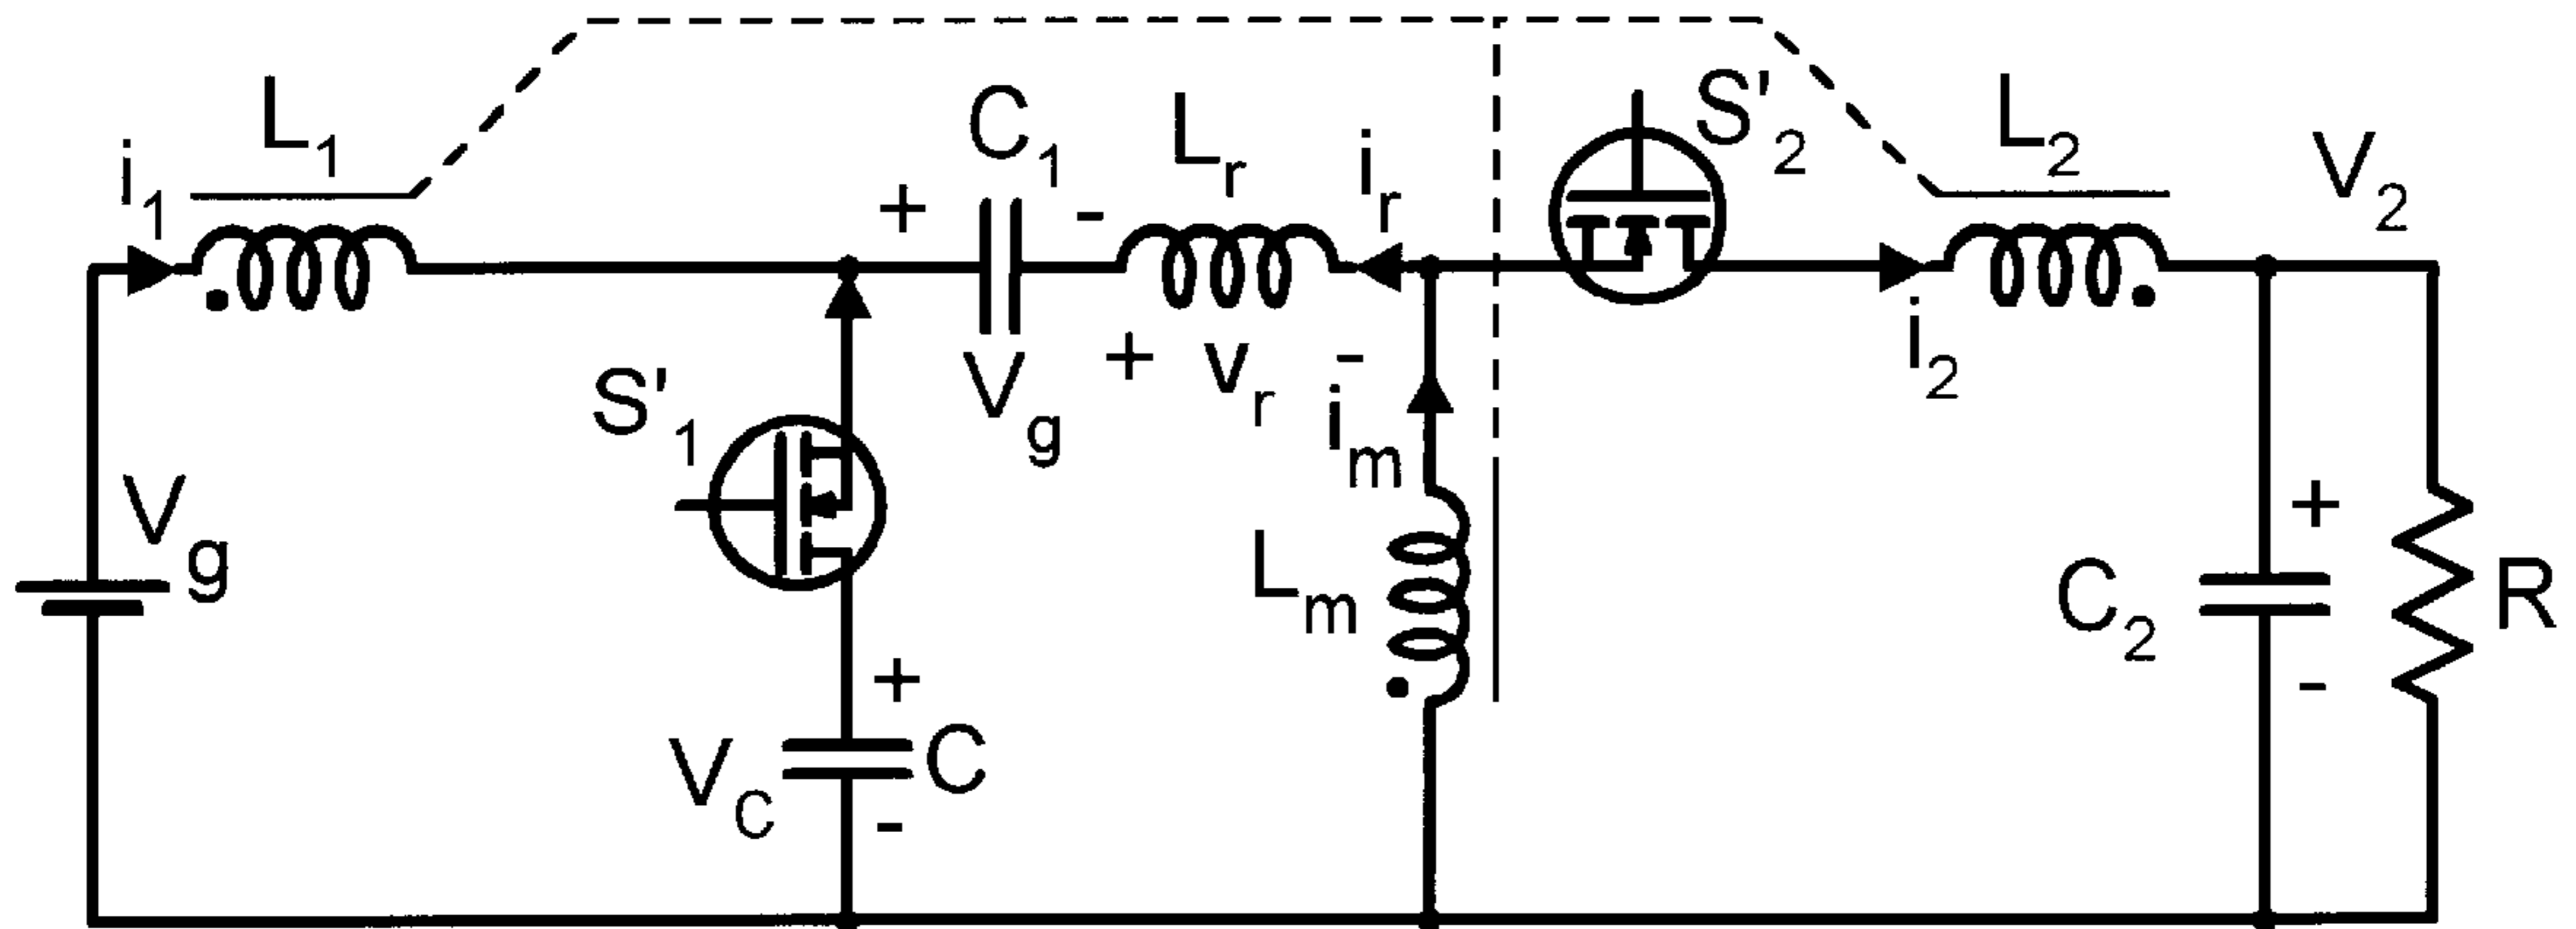 i1
L1
+ C1 -
Lr
ir
S'2
L2
V2
Vg
+ vr -
im
i2
S'1
Vg
Lm
+
C2
-
R
+
VC
C
-